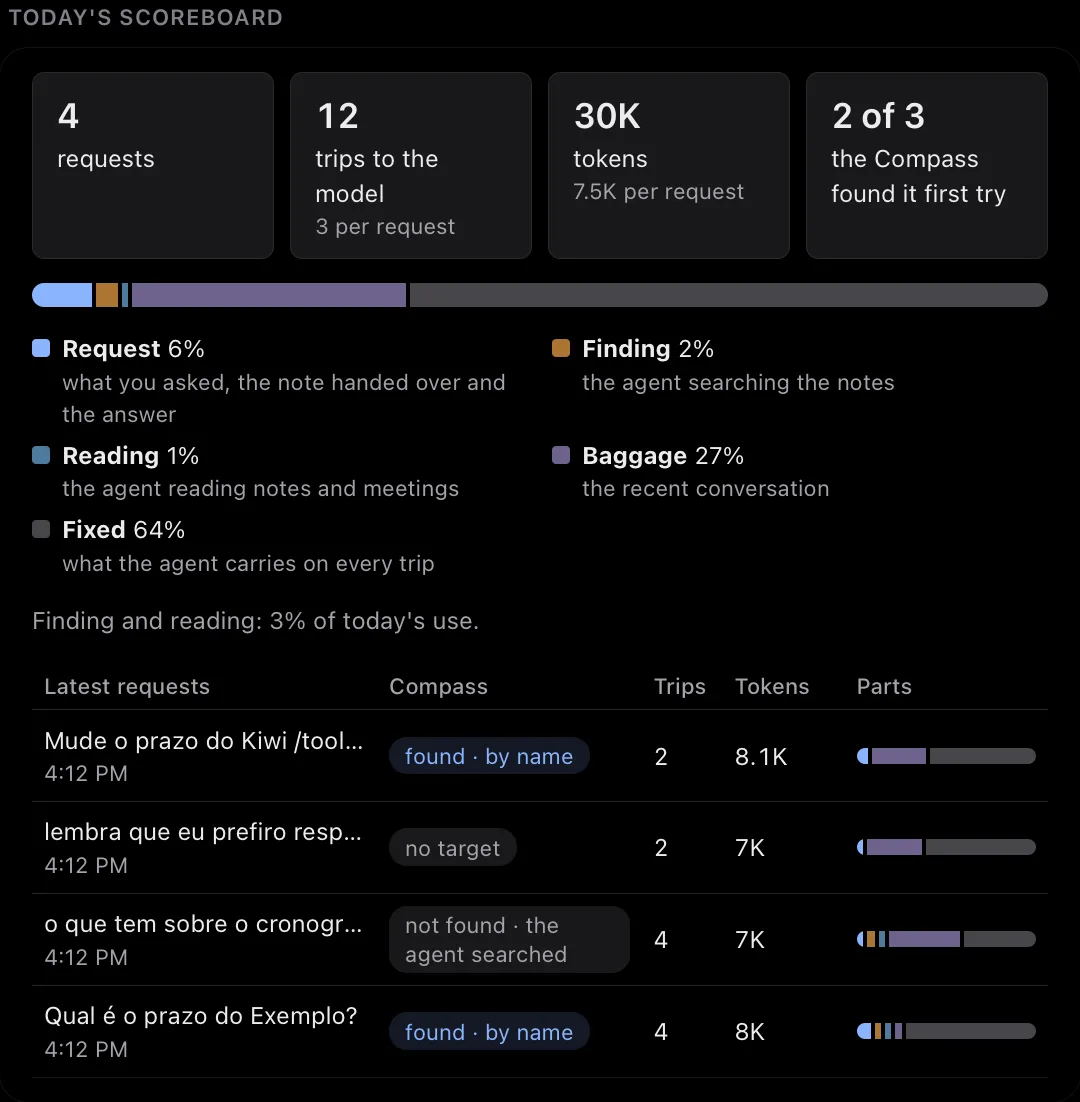 TODAY'S SCOREBOARD
4
requests
12
trips to the
model
3 per request
30K
tokens
7.5K per request
2 of 3
the Compass
found it first try
Request 6%
what you asked, the note handed over and
the answer
Finding 2%
the agent searching the notes
Reading 1%
the agent reading notes and meetings
Baggage 27%
the recent conversation
Fixed 64%
what the agent carries on every trip
Finding and reading: 3% of today's use.
Latest requests Compass Trips Tokens Parts
Mude o prazo do Kiwi /tool...
4:12 PM
found · by name
2
8.1K
lembra que eu prefiro resp...
4:12 PM
no target
2
7K
o que tem sobre o cronogr...
4:12 PM
not found · the
agent searched
4
7K
Qual é o prazo do Exemplo?
4:12 PM
found · by name
4
8K